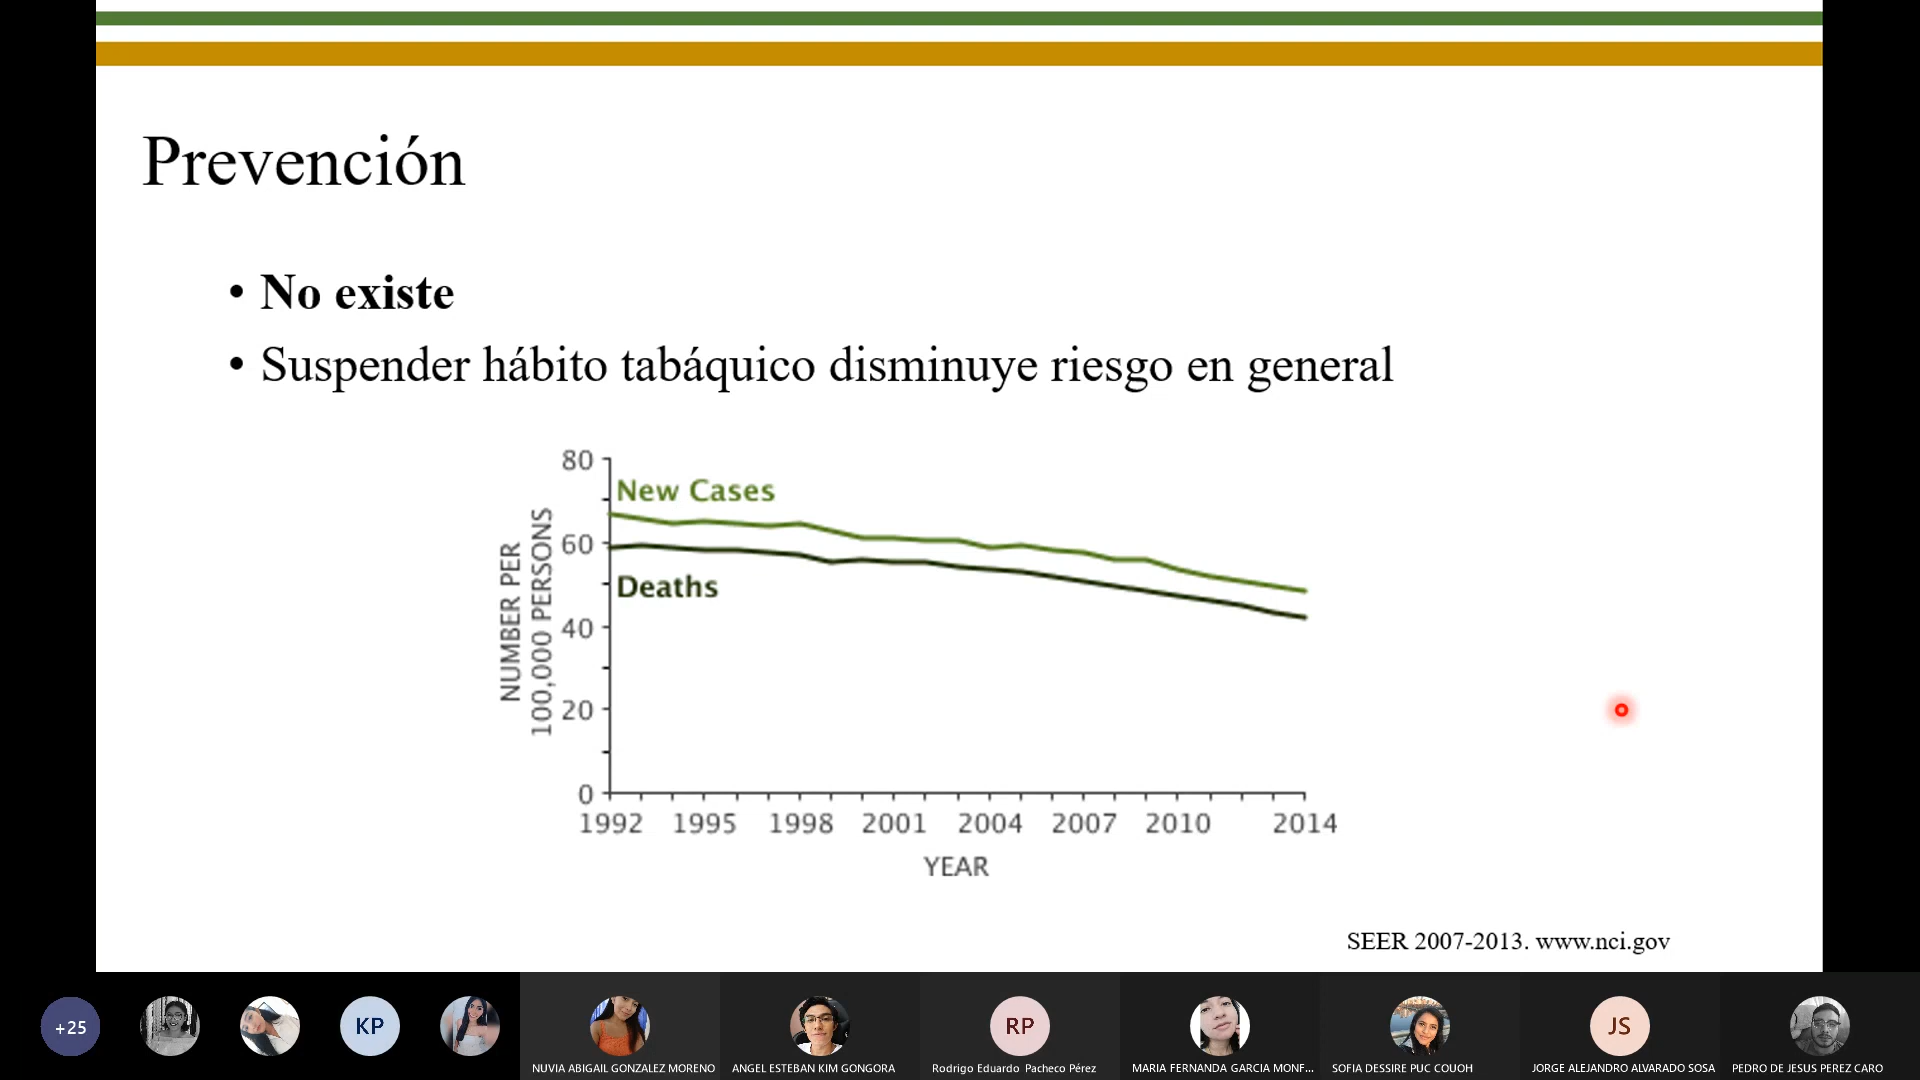 Prevención
• No existe
• Suspender hábito tabáquico disminuye riesgo en general
80
New Cases
60
Deaths
40
20
0
NUMBER PER
100,000 PERSONS
1992 1995 1998 2001 2004 2007 2010 2014
YEAR
SEER 2007-2013. www.nci.gov
+25
KP
RP
JS
NUVIA ABIGAIL GONZALEZ MORENO
ANGEL ESTEBAN KIM GONGORA
Rodrigo Eduardo Pacheco Pérez
MARIA FERNANDA GARCIA MONF...
SOFIA DESSIRE PUC COUOH
JORGE ALEJANDRO ALVARADO SOSA
PEDRO DE JESUS PEREZ CARO